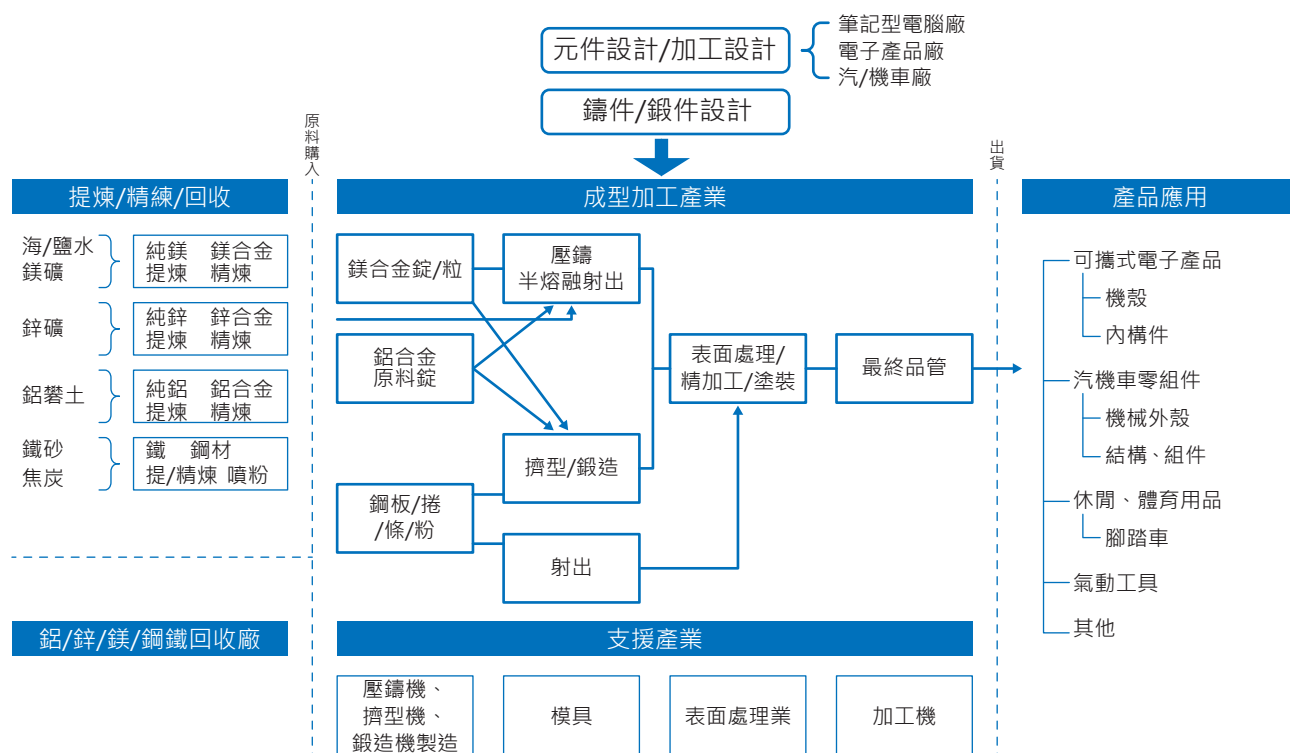 元件設計/加工設計
筆記型電腦廠
電子產品廠
汽/機車廠
鑄件/鍛件設計
原料購入
出貨
提煉/精練/回收
海/鹽水
鎂礦
純鎂 鎂合金
提煉 精煉
鋅礦
純鋅 鋅合金
提煉 精煉
鋁礬土
純鋁 鋁合金
提煉 精煉
鐵砂
焦炭
鐵 鋼材
提/精煉 噴粉
鋁/鋅/鎂/鋼鐵回收廠
成型加工產業
鎂合金錠/粒
壓鑄
半熔融射出
鋁合金
原料錠
擠型/鍛造
鋼板/捲
/條/粉
射出
表面處理/
精加工/塗裝
最終品管
支援產業
壓鑄機、
擠型機、
鍛造機製造
模具
表面處理業
加工機
產品應用
可攜式電子產品
機殼
內構件
汽機車零組件
機械外殼
結構、組件
休閒、體育用品
腳踏車
氣動工具
其他